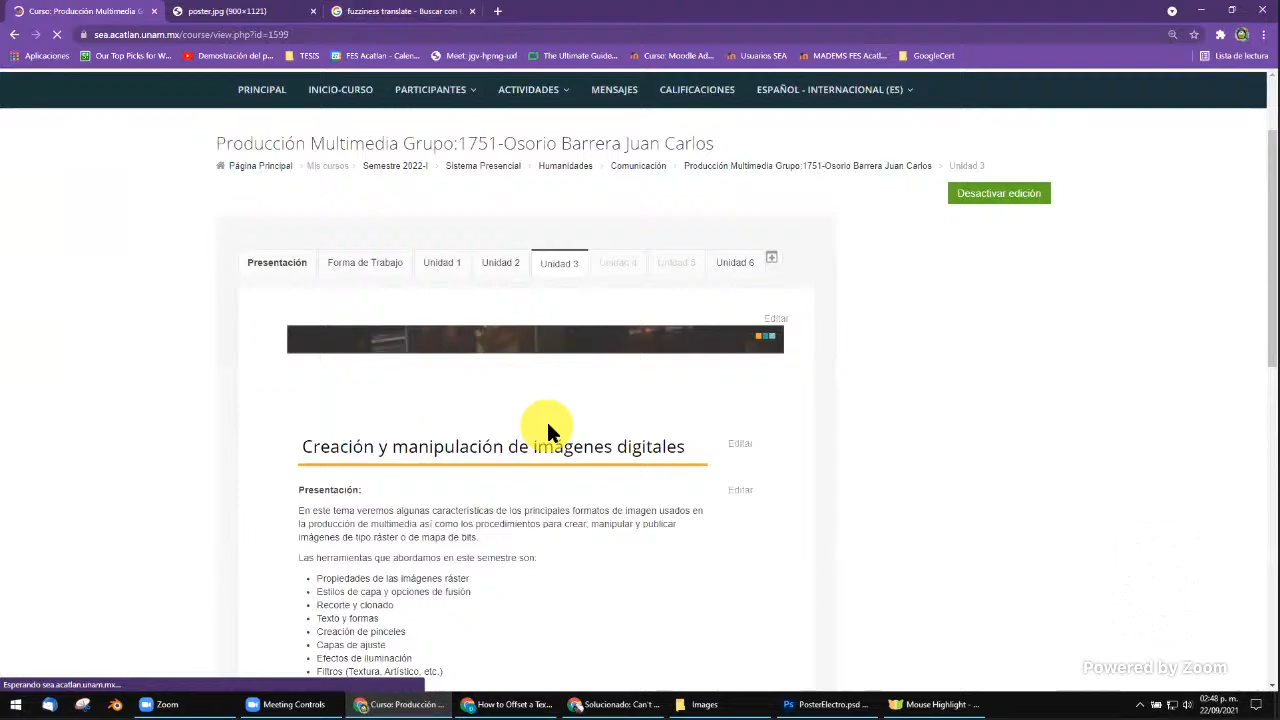 Curso: Producción Multimedia G
poster.jpg (900×1121)
fuzziness translate - Buscar con G
sea.acatlan.unam.mx/course/view.php?id=1599
Aplicaciones
Our Top Picks for W...
Demostración del p...
TESIS
FES Acatlan - Calen...
Meet: jgv-hpmg-uxf
The Ultimate Guide...
Curso: Moodle Ad...
Usuarios SEA
MADEMS FES Acatl...
GoogleCert
Lista de lectura
PRINCIPAL INICIO-CURSO PARTICIPANTES ACTIVIDADES MENSAJES CALIFICACIONES ESPAÑOL - INTERNACIONAL (ES)
Producción Multimedia Grupo:1751-Osorio Barrera Juan Carlos
Página Principal Mis cursos Semestre 2022-I Sistema Presencial Humanidades Comunicación Producción Multimedia Grupo:1751-Osorio Barrera Juan Carlos Unidad 3
Desactivar edición
Presentación Forma de Trabajo Unidad 1 Unidad 2 Unidad 3 Unidad 4 Unidad 5 Unidad 6
Editar
Creación y manipulación de imágenes digitales
Editar
Presentación:
Editar
En este tema veremos algunas características de los principales formatos de imagen usados en
la producción de multimedia así como los procedimientos para crear, manipular y publicar
imágenes de tipo ráster o de mapa de bits.
Las herramientas que abordamos en este semestre son:
• Propiedades de las imágenes ráster
• Estilos de capa y opciones de fusión
• Recorte y clonado
• Texto y formas
• Creación de pinceles
• Capas de ajuste
• Efectos de iluminación
• Filtros (Textura, Artístico, etc.)
Powered by Zoom
Esperando sea.acatlan.unam.mx...
Zoom
Meeting Controls
Curso: Producción ...
How to Offset a Tex...
Solucionado: Can't ...
Images
PosterElectro.psd ...
Mouse Highlight - ...
02:48 p. m.
22/09/2021